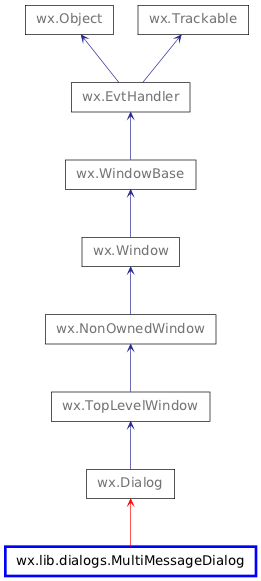 wx.Object
wx.Trackable
wx.EvtHandler
wx.WindowBase
wx.Window
wx.NonOwnedWindow
wx.TopLevelWindow
wx.Dialog
wx.lib.dialogs.MultiMessageDialog